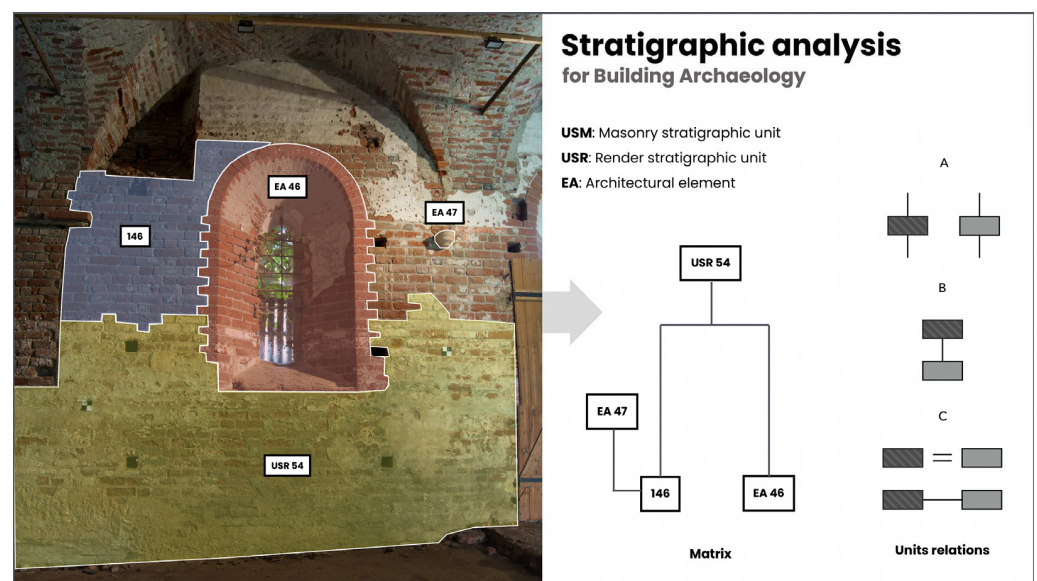 EA 46
EA 47
146
USR 54
Stratigraphic analysis
for Building Archaeology
USM: Masonry stratigraphic unit
USR: Render stratigraphic unit
EA: Architectural element
A
USR 54
B
EA 47
C
146
EA 46
Matrix
Units relations